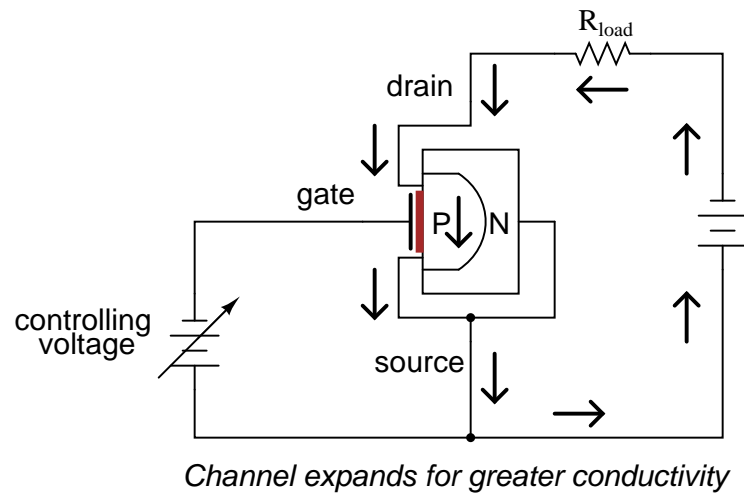 R_load
drain
gate
P N
controlling
voltage
source
Channel expands for greater conductivity